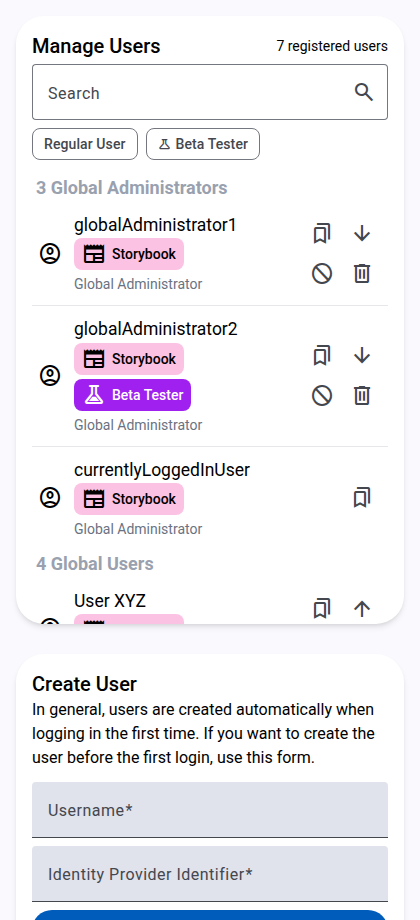 Manage Users
7 registered users
Search
Regular User
Beta Tester
3 Global Administrators
globalAdministrator1
Storybook
Global Administrator
globalAdministrator2
Storybook
Beta Tester
Global Administrator
currentlyLoggedInUser
Storybook
Global Administrator
4 Global Users
User XYZ
Create User
In general, users are created automatically when
logging in the first time. If you want to create the
user before the first login, use this form.
Username*
Identity Provider Identifier*